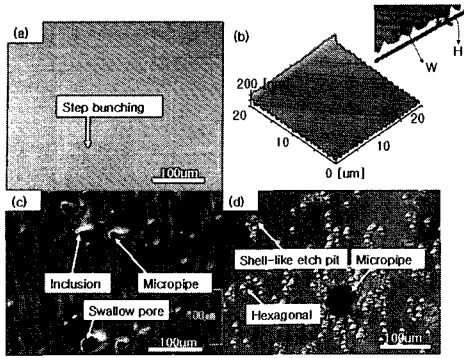 (a)
Step bunching
100um
(b)
H
W
200
20
20
10
10
0 [um]
(c)
Inclusion
Micropipe
Swallow pore
100um
(d)
Shell-like etch pit
Micropipe
Hexagonal
100um